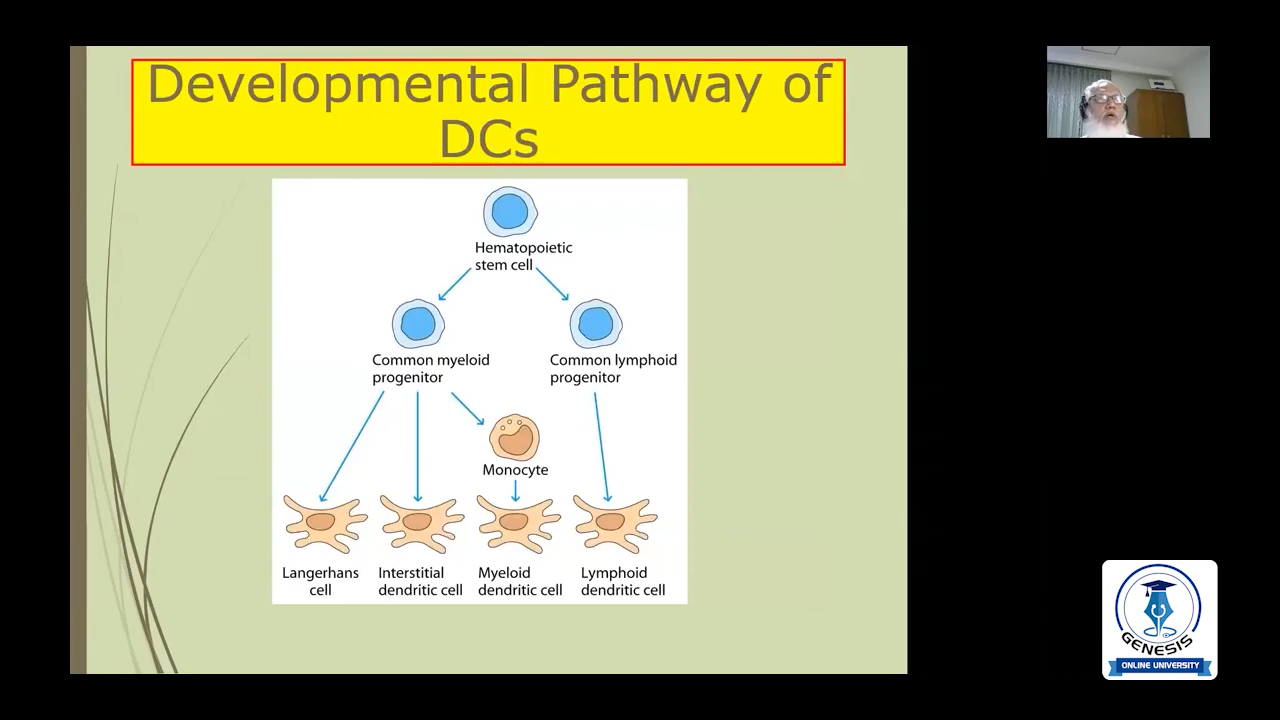 Developmental Pathway of
DCs
Hematopoietic
stem cell
Common myeloid
progenitor
Common lymphoid
progenitor
Monocyte
Langerhans
cell
Interstitial
dendritic cell
Myeloid
dendritic cell
Lymphoid
dendritic cell
GENESIS
ONLINE UNIVERSITY